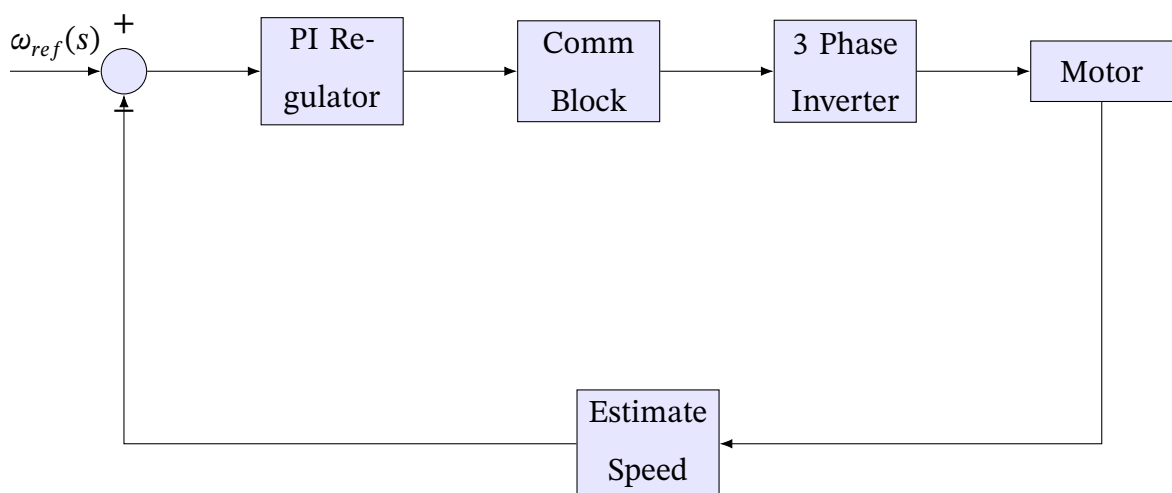 +
ω_ref(s)
PI Re-
gulator
Comm
Block
3 Phase
Inverter
Motor
−
Estimate
Speed